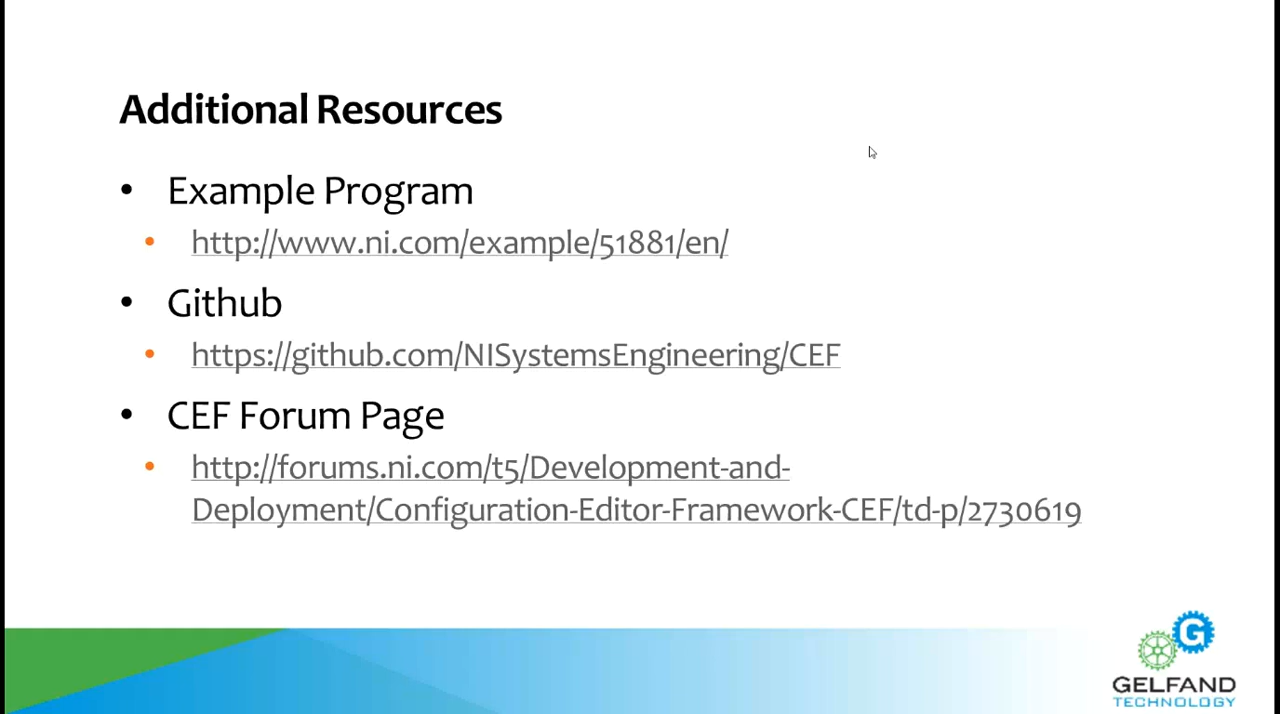 Additional Resources
• Example Program
• http://www.ni.com/example/51881/en/
• Github
• https://github.com/NISystemsEngineering/CEF
• CEF Forum Page
• http://forums.ni.com/t5/Development-and-
Deployment/Configuration-Editor-Framework-CEF/td-p/2730619
G
GELFAND
TECHNOLOGY